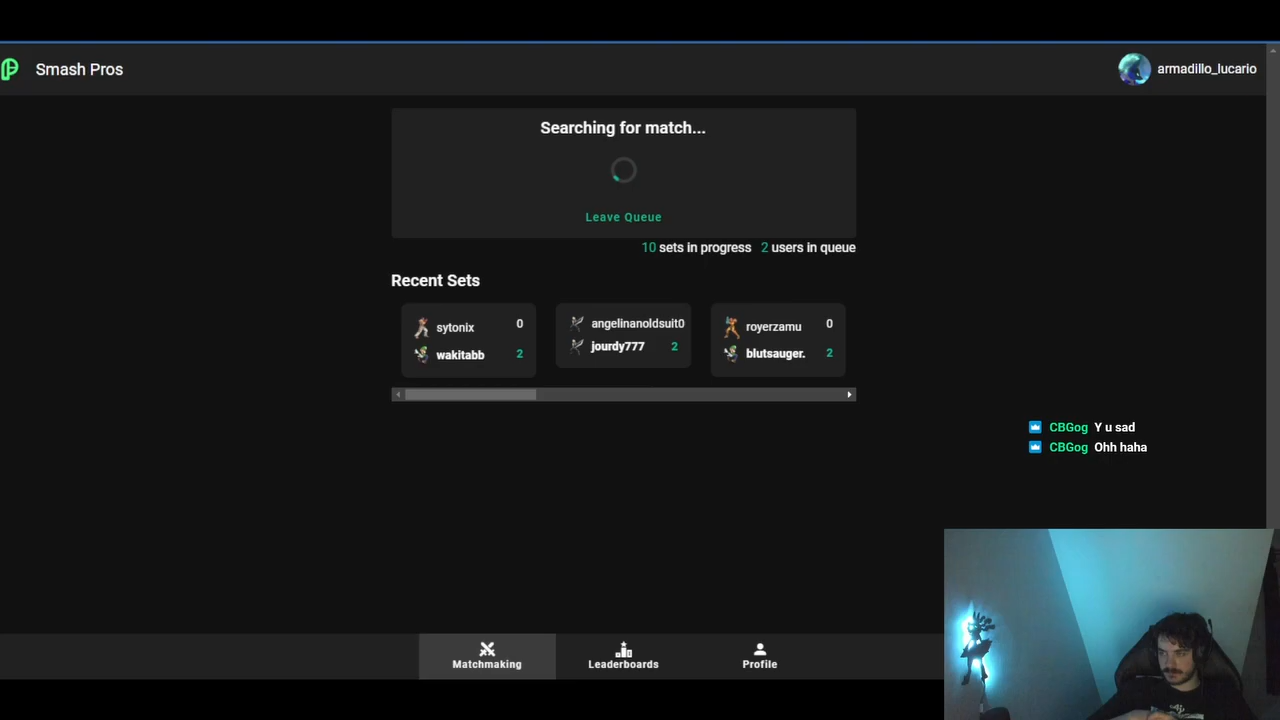 Smash Pros
armadillo_lucario
Searching for match...
Leave Queue
10 sets in progress 2 users in queue
Recent Sets
sytonix 0
wakitabb 2
angelinanoldsuit0
jourdy777 2
royerzamu 0
blutsauger. 2
CBGog Y u sad
CBGog Ohh haha
Matchmaking
Leaderboards
Profile